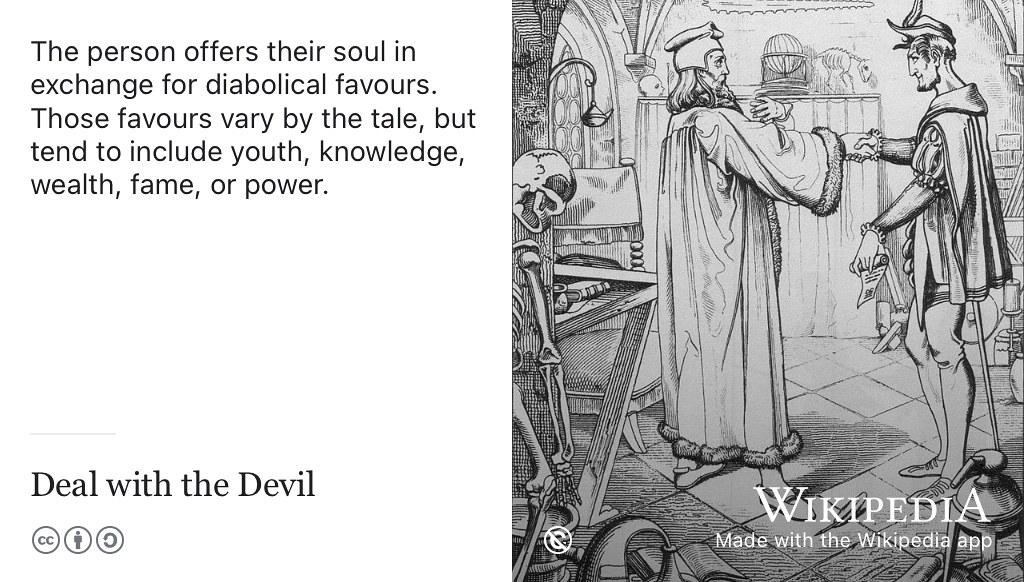 The person offers their soul in
exchange for diabolical favours.
Those favours vary by the tale, but
tend to include youth, knowledge,
wealth, fame, or power.
Deal with the Devil
cc
WIKIPEDIA
Made with the Wikipedia app